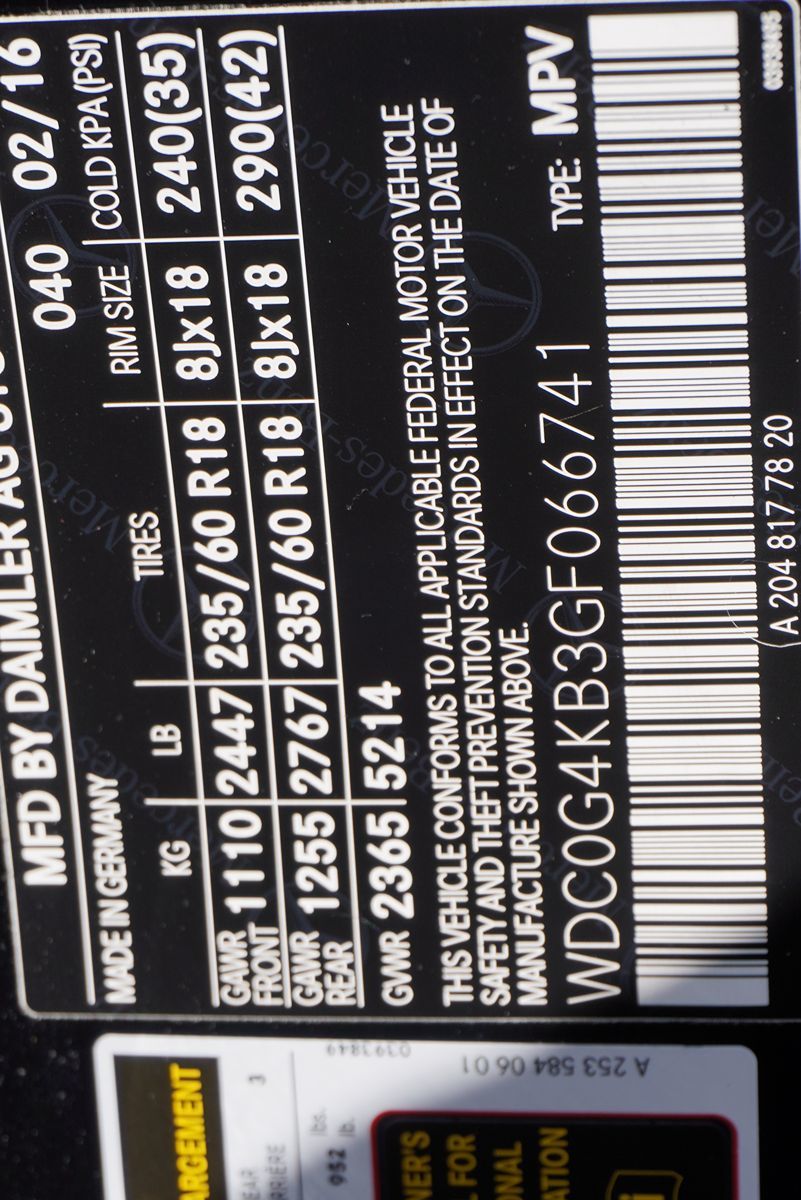 MFD BY DAIMLER AG
MADE IN GERMANY 040 02/16
KG LB TIRES RIM SIZE COLD KPA(PSI)
GAWR FRONT 1110 2447 235/60 R18 8Jx18 240(35)
GAWR REAR 1255 2767 235/60 R18 8Jx18 290(42)
GVWR 2365 5214
THIS VEHICLE CONFORMS TO ALL APPLICABLE FEDERAL MOTOR VEHICLE
SAFETY AND THEFT PREVENTION STANDARDS IN EFFECT ON THE DATE OF
MANUFACTURE SHOWN ABOVE.
WDC0G4KB3GF066741 TYPE: MPV
A 204 817 78 20
A 253 584 06 01
3
952 lbs.
lb.